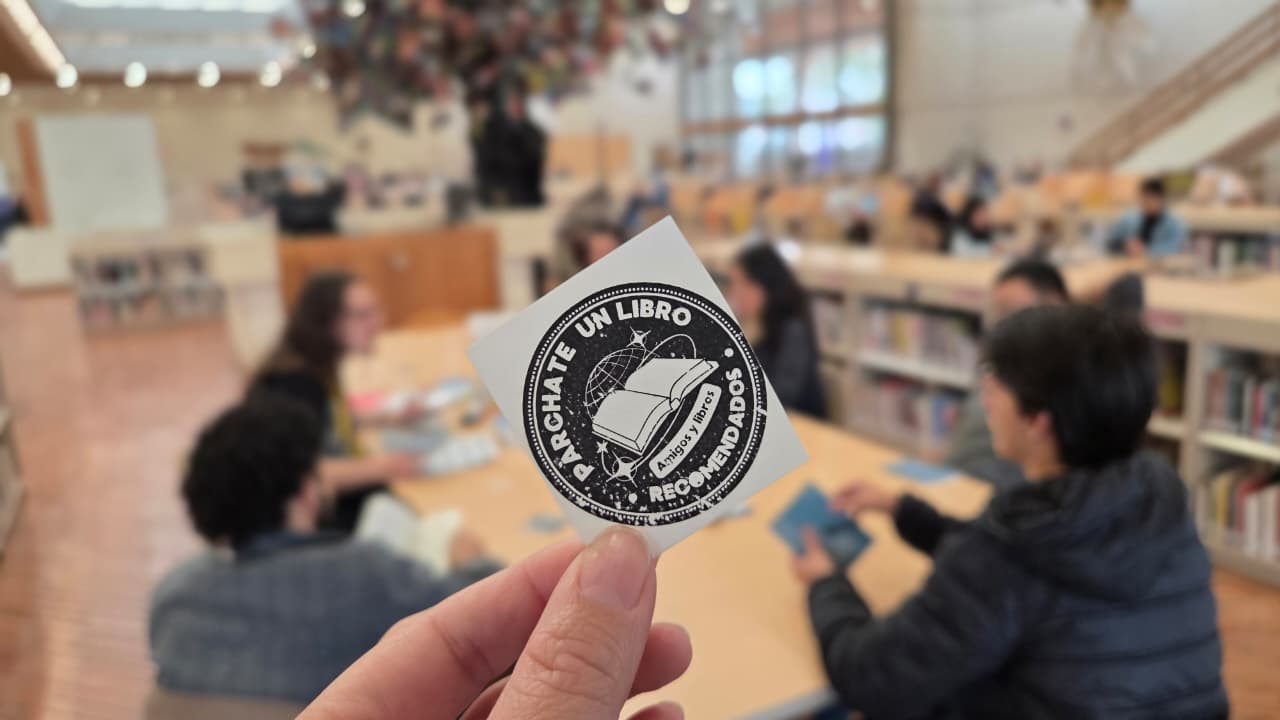 PARCHATE UN LIBRO
Amigos y libros
RECOMENDADOS